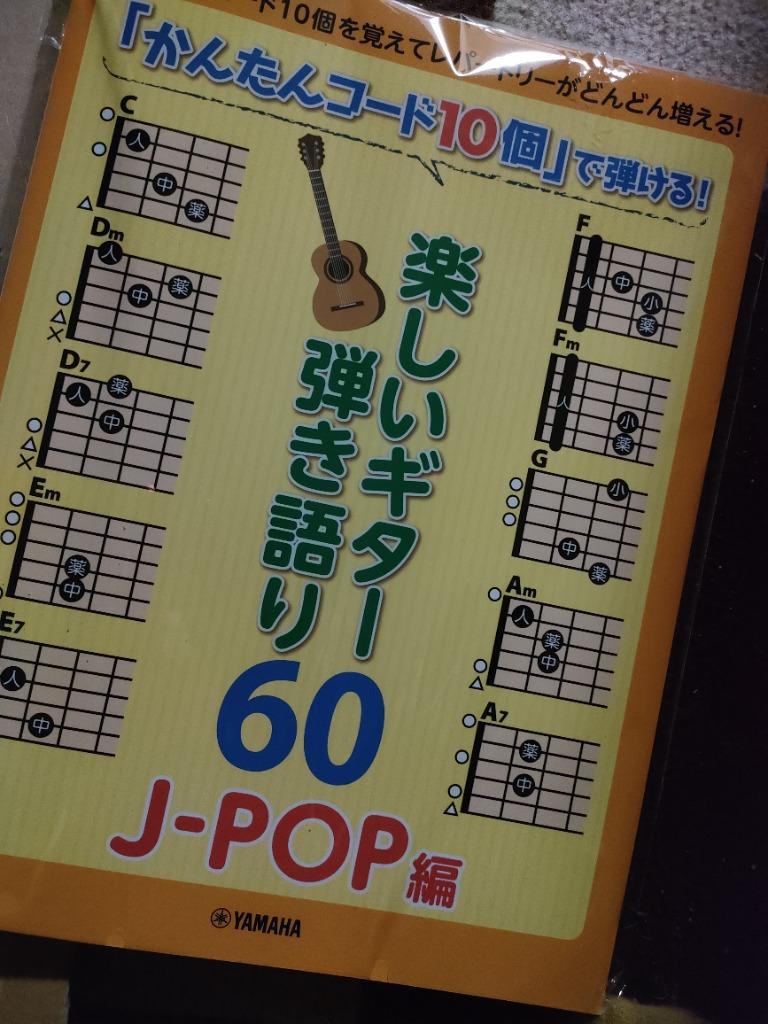 ード10個を覚えてレパートリーがどんどん増える!
「かんたんコード10個」で弾ける!
楽しいギター
弾き語り
60
J-POP編
C
人
中
薬
Dm
人
中
薬
D7
人
薬
中
Em
薬
中
E7
人
中
F
人
中
小
薬
Fm
人
小
薬
G
小
中
薬
Am
人
薬
中
A7
薬
中
YAMAHA